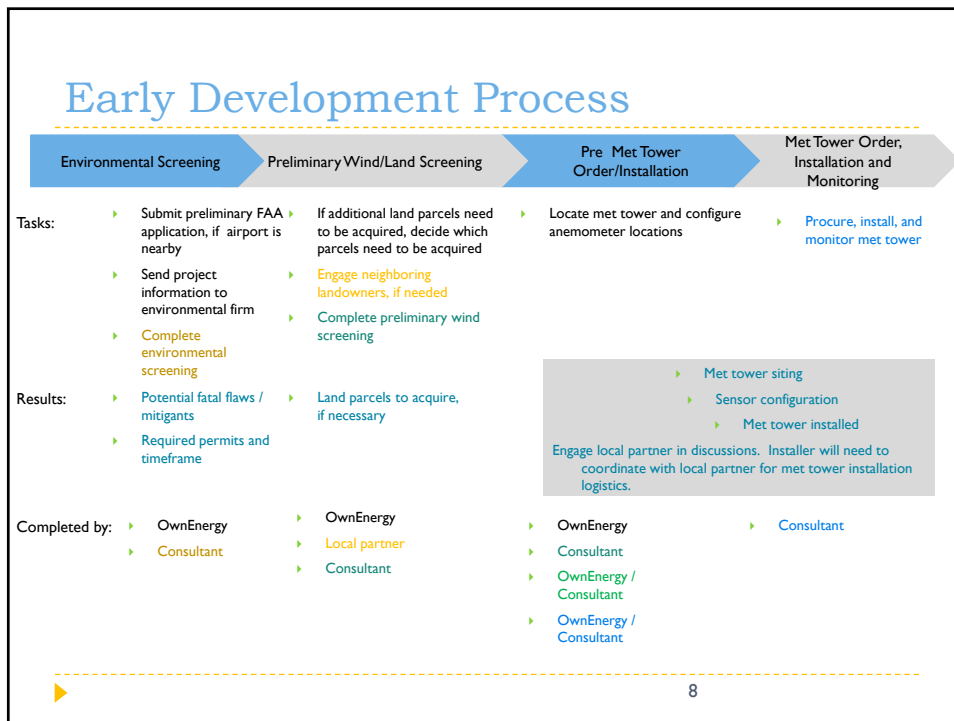 Early Development Process
Environmental Screening
Preliminary Wind/Land Screening
Pre Met Tower
Order/Installation
Met Tower Order,
Installation and
Monitoring
Tasks:
Submit preliminary FAA
application, if airport is
nearby
Send project
information to
environmental firm
Complete
environmental
screening
If additional land parcels need
to be acquired, decide which
parcels need to be acquired
Engage neighboring
landowners, if needed
Complete preliminary wind
screening
Locate met tower and configure
anemometer locations
Procure, install, and
monitor met tower
Results:
Potential fatal flaws /
mitigants
Required permits and
timeframe
Land parcels to acquire,
if necessary
Met tower siting
Sensor configuration
Met tower installed
Engage local partner in discussions. Installer will need to
coordinate with local partner for met tower installation
logistics.
Completed by:
OwnEnergy
Consultant
OwnEnergy
Local partner
Consultant
OwnEnergy
Consultant
OwnEnergy /
Consultant
OwnEnergy /
Consultant
Consultant
8